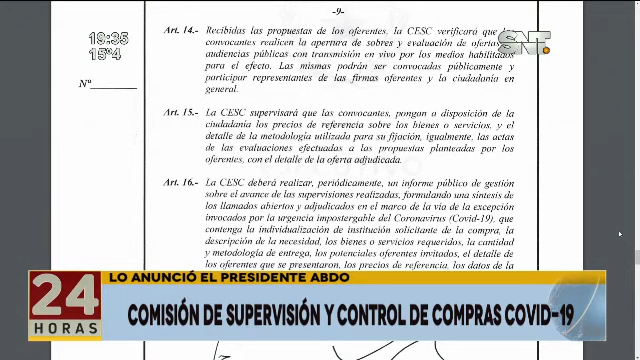 -9-
19:35
15°4
SNT
Nº
Art. 14.- Recibidas las propuestas de los oferentes, la CESC verificará que
convocantes realicen la apertura de sobres y evaluación de ofertas
audiencias públicas con transmisión en vivo por los medios habilitados
para el efecto. Las mismas podrán ser convocadas públicamente y
participar representantes de las firmas oferentes y la ciudadanía en
general.
Art. 15.- La CESC supervisará que las convocantes, pongan a disposición de la
ciudadanía los precios de referencia sobre los bienes o servicios, y el
detalle de la metodología utilizada para su fijación, igualmente, las actas
de las evaluaciones efectuadas a las propuestas planteadas por los
oferentes, con el detalle de la oferta adjudicada.
Art. 16.- La CESC deberá realizar, periódicamente, un informe público de gestión
sobre el avance de las supervisiones realizadas, formulando una síntesis de
los llamados abiertos y adjudicados en el marco de la vía de la excepción
invocados por la urgencia impostergable del Coronavirus (Covid-19), que
contenga la individualización de institución solicitante de la compra, la
descripción de la necesidad, los bienes o servicios requeridos, la cantidad
y metodología de entrega, los potenciales oferentes invitados, el detalle de
los oferentes que se presentaron, los precios de referencia, los datos de la
24
HORAS
LO ANUNCIÓ EL PRESIDENTE ABDO
COMISIÓN DE SUPERVISIÓN Y CONTROL DE COMPRAS COVID-19